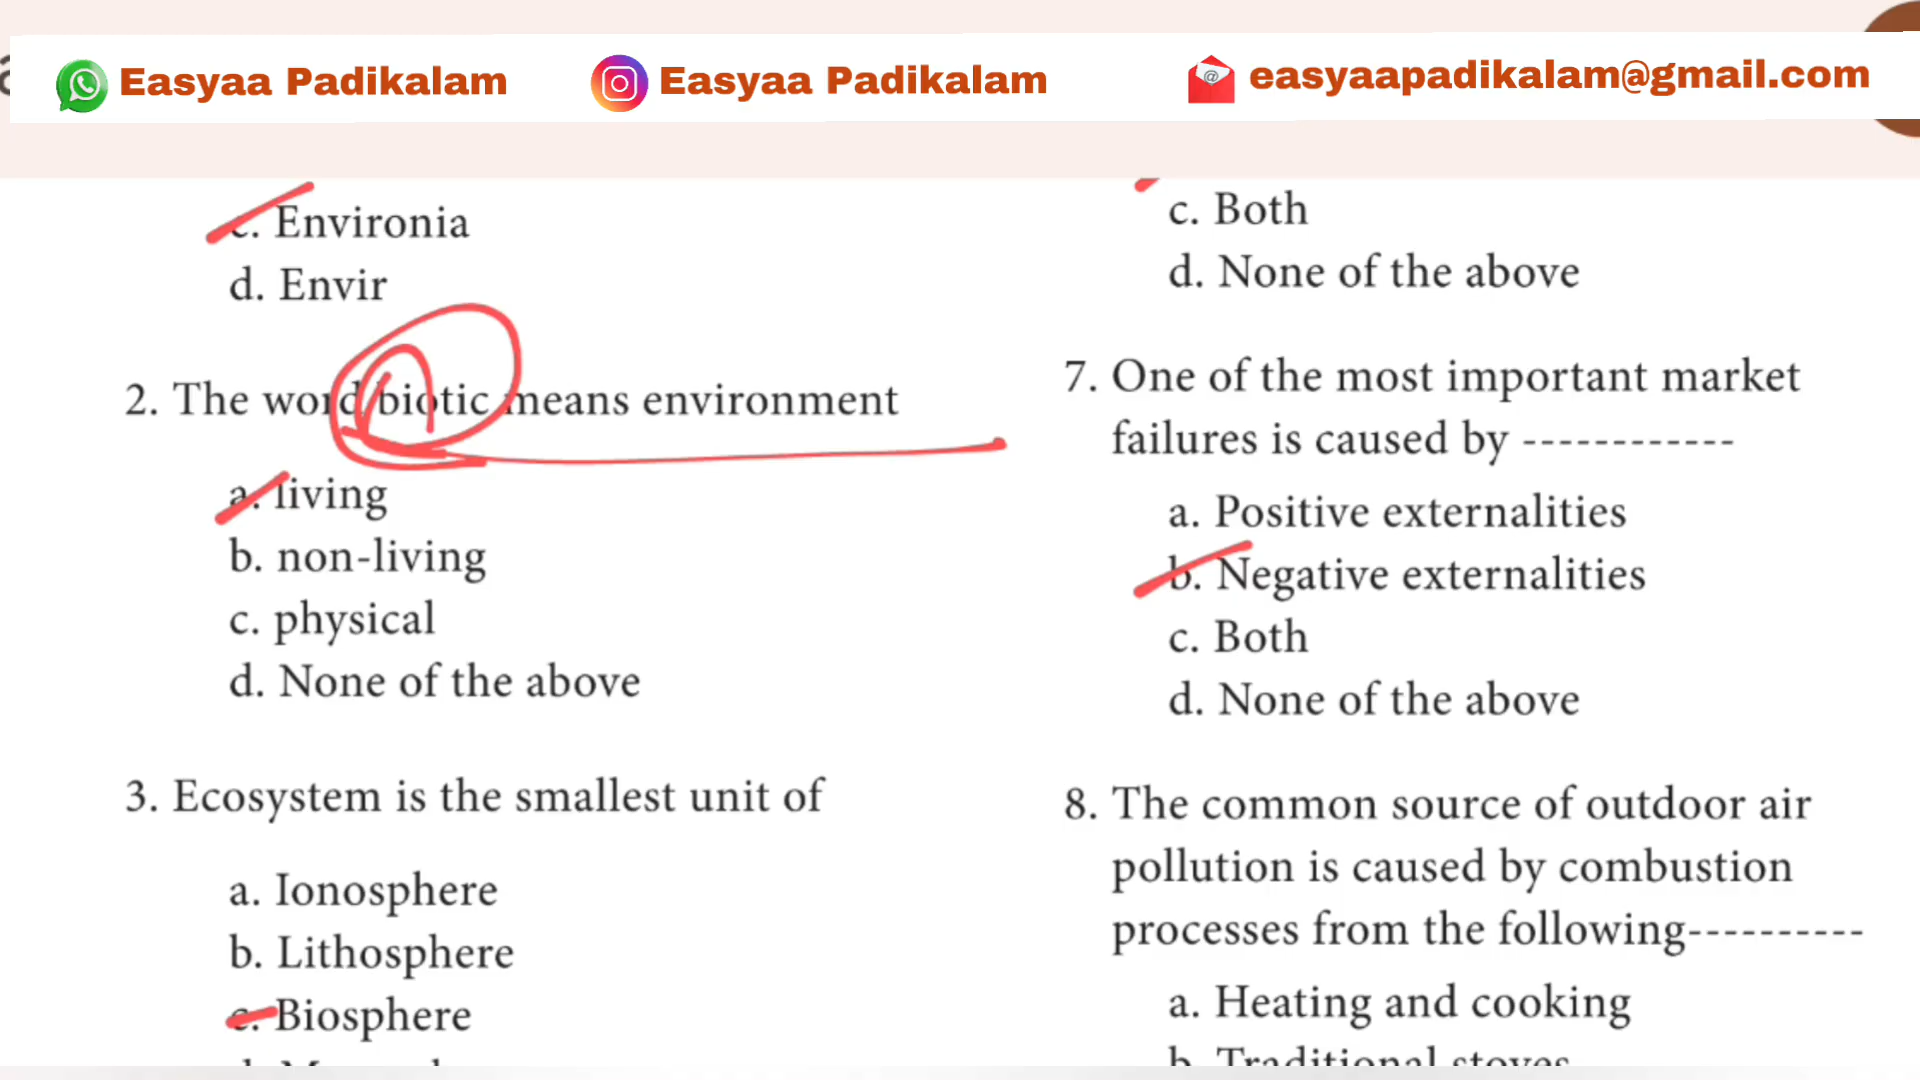 Easyaa Padikalam
Easyaa Padikalam
easyaapadikalam@gmail.com
c. Environia
d. Envir
2. The word biotic means environment
a. living
b. non-living
c. physical
d. None of the above
3. Ecosystem is the smallest unit of
a. Ionosphere
b. Lithosphere
c. Biosphere
c. Both
d. None of the above
7. One of the most important market
failures is caused by ------------
a. Positive externalities
b. Negative externalities
c. Both
d. None of the above
8. The common source of outdoor air
pollution is caused by combustion
processes from the following----------
a. Heating and cooking
b. Traditional stoves